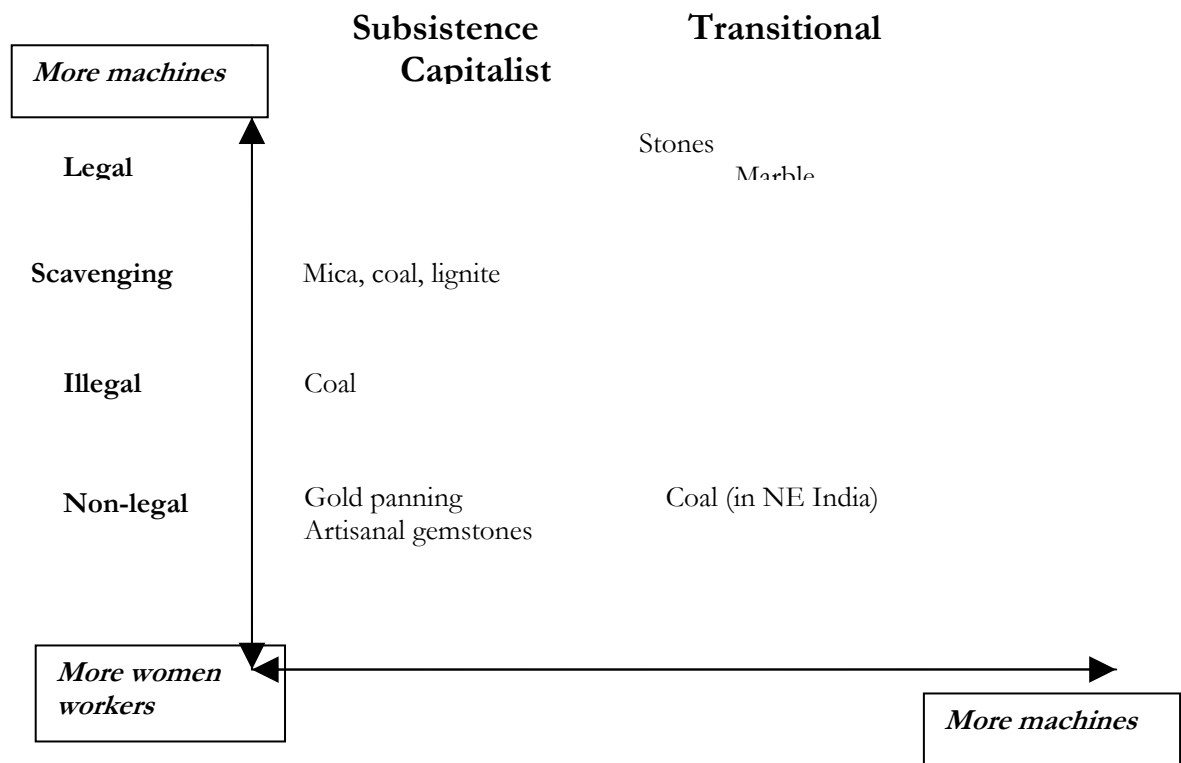 Subsistence Transitional
Capitalist
More machines
Stones
Legal
Marble
Scavenging Mica, coal, lignite
Illegal Coal
Non-legal Gold panning Coal (in NE India)
Artisanal gemstones
More women
workers
More machines